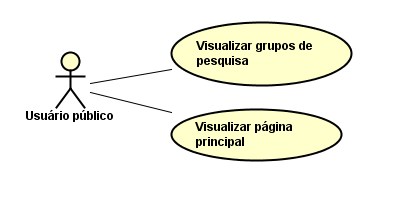 Visualizar grupos de
pesquisa
Usuário público
Visualizar página
principal